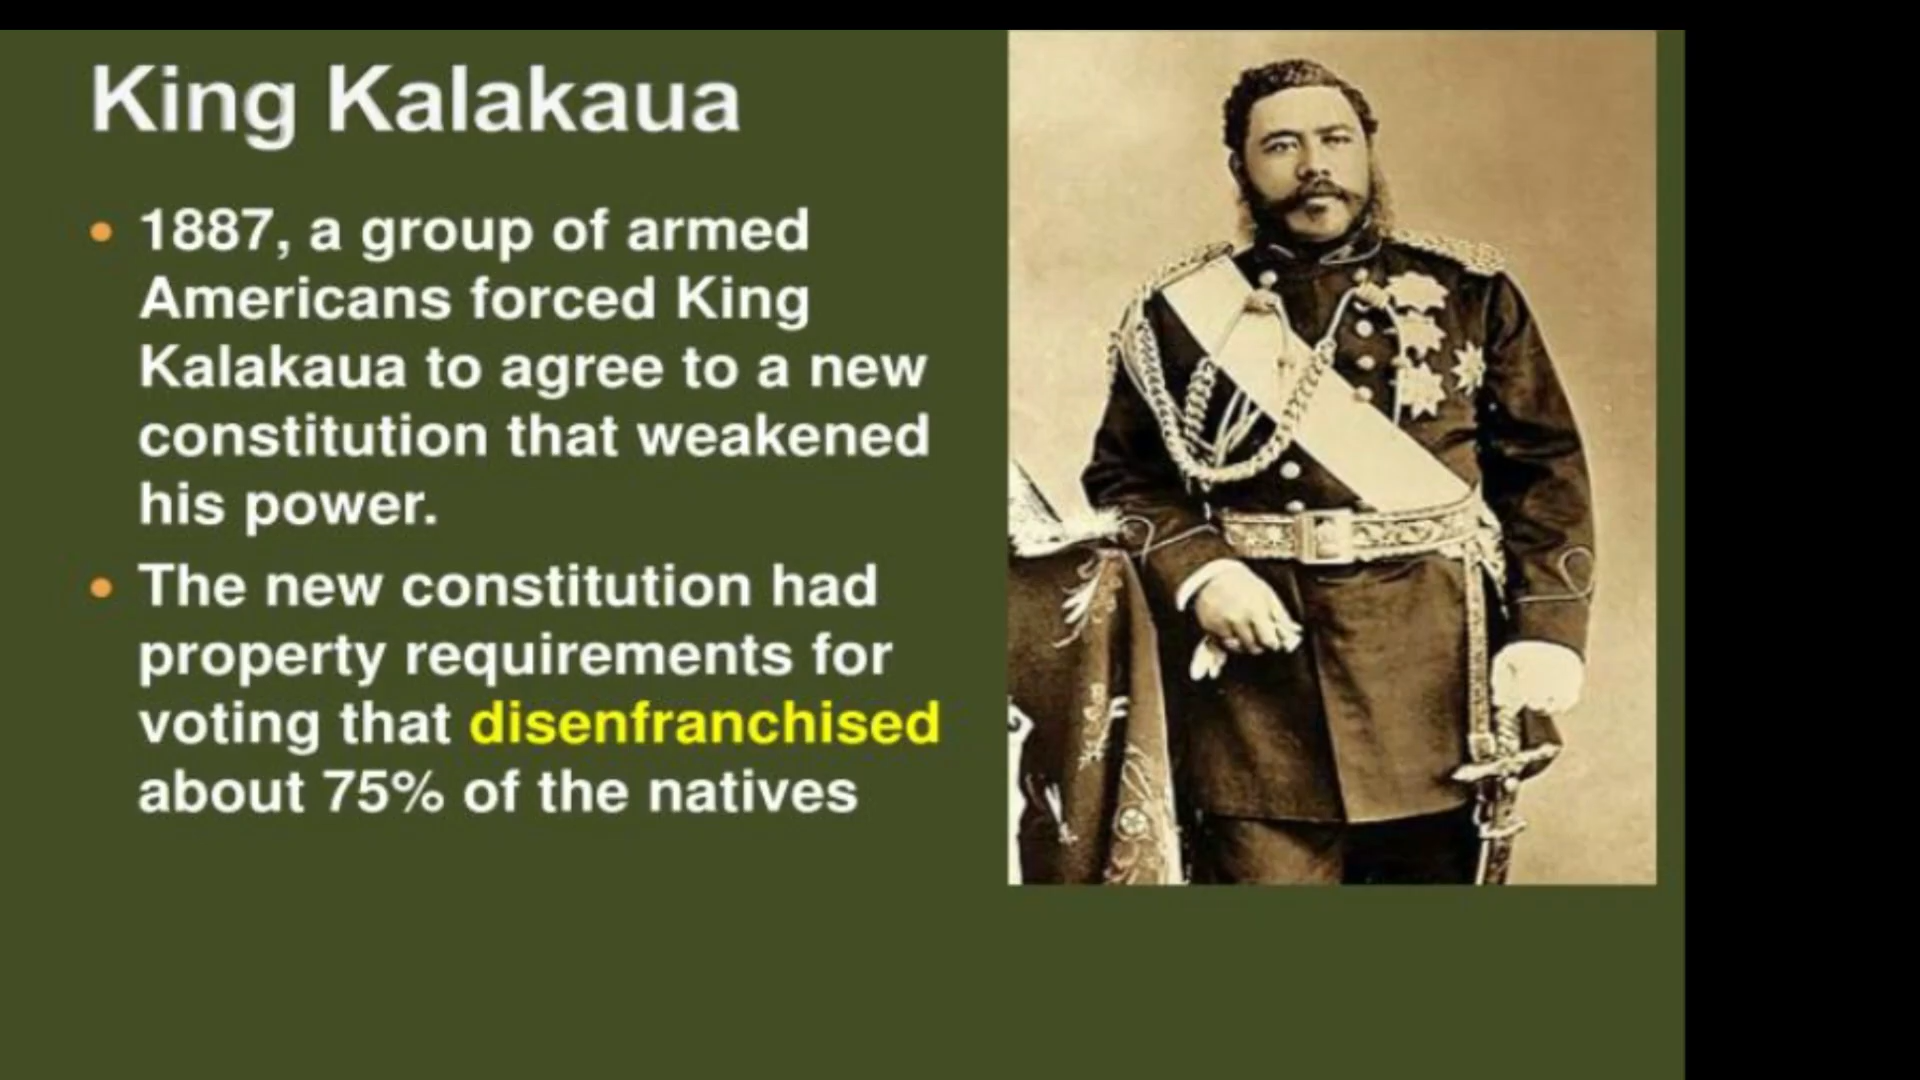 King Kalakaua
• 1887, a group of armed
Americans forced King
Kalakaua to agree to a new
constitution that weakened
his power.
• The new constitution had
property requirements for
voting that disenfranchised
about 75% of the natives